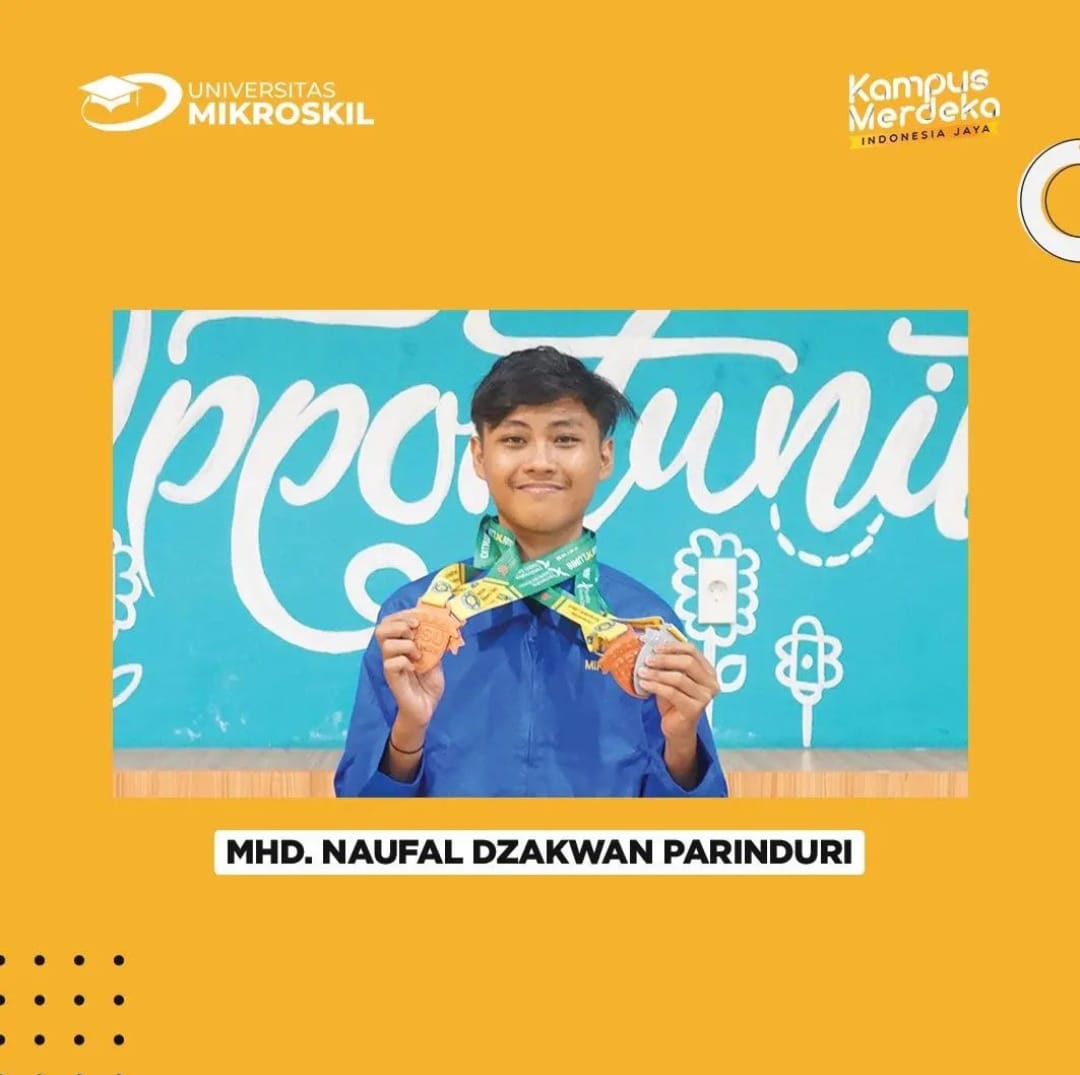 UNIVERSITAS
MIKROSKIL
Kampus
Merdeka
INDONESIA JAYA
pportuni
MHD. NAUFAL DZAKWAN PARINDURI